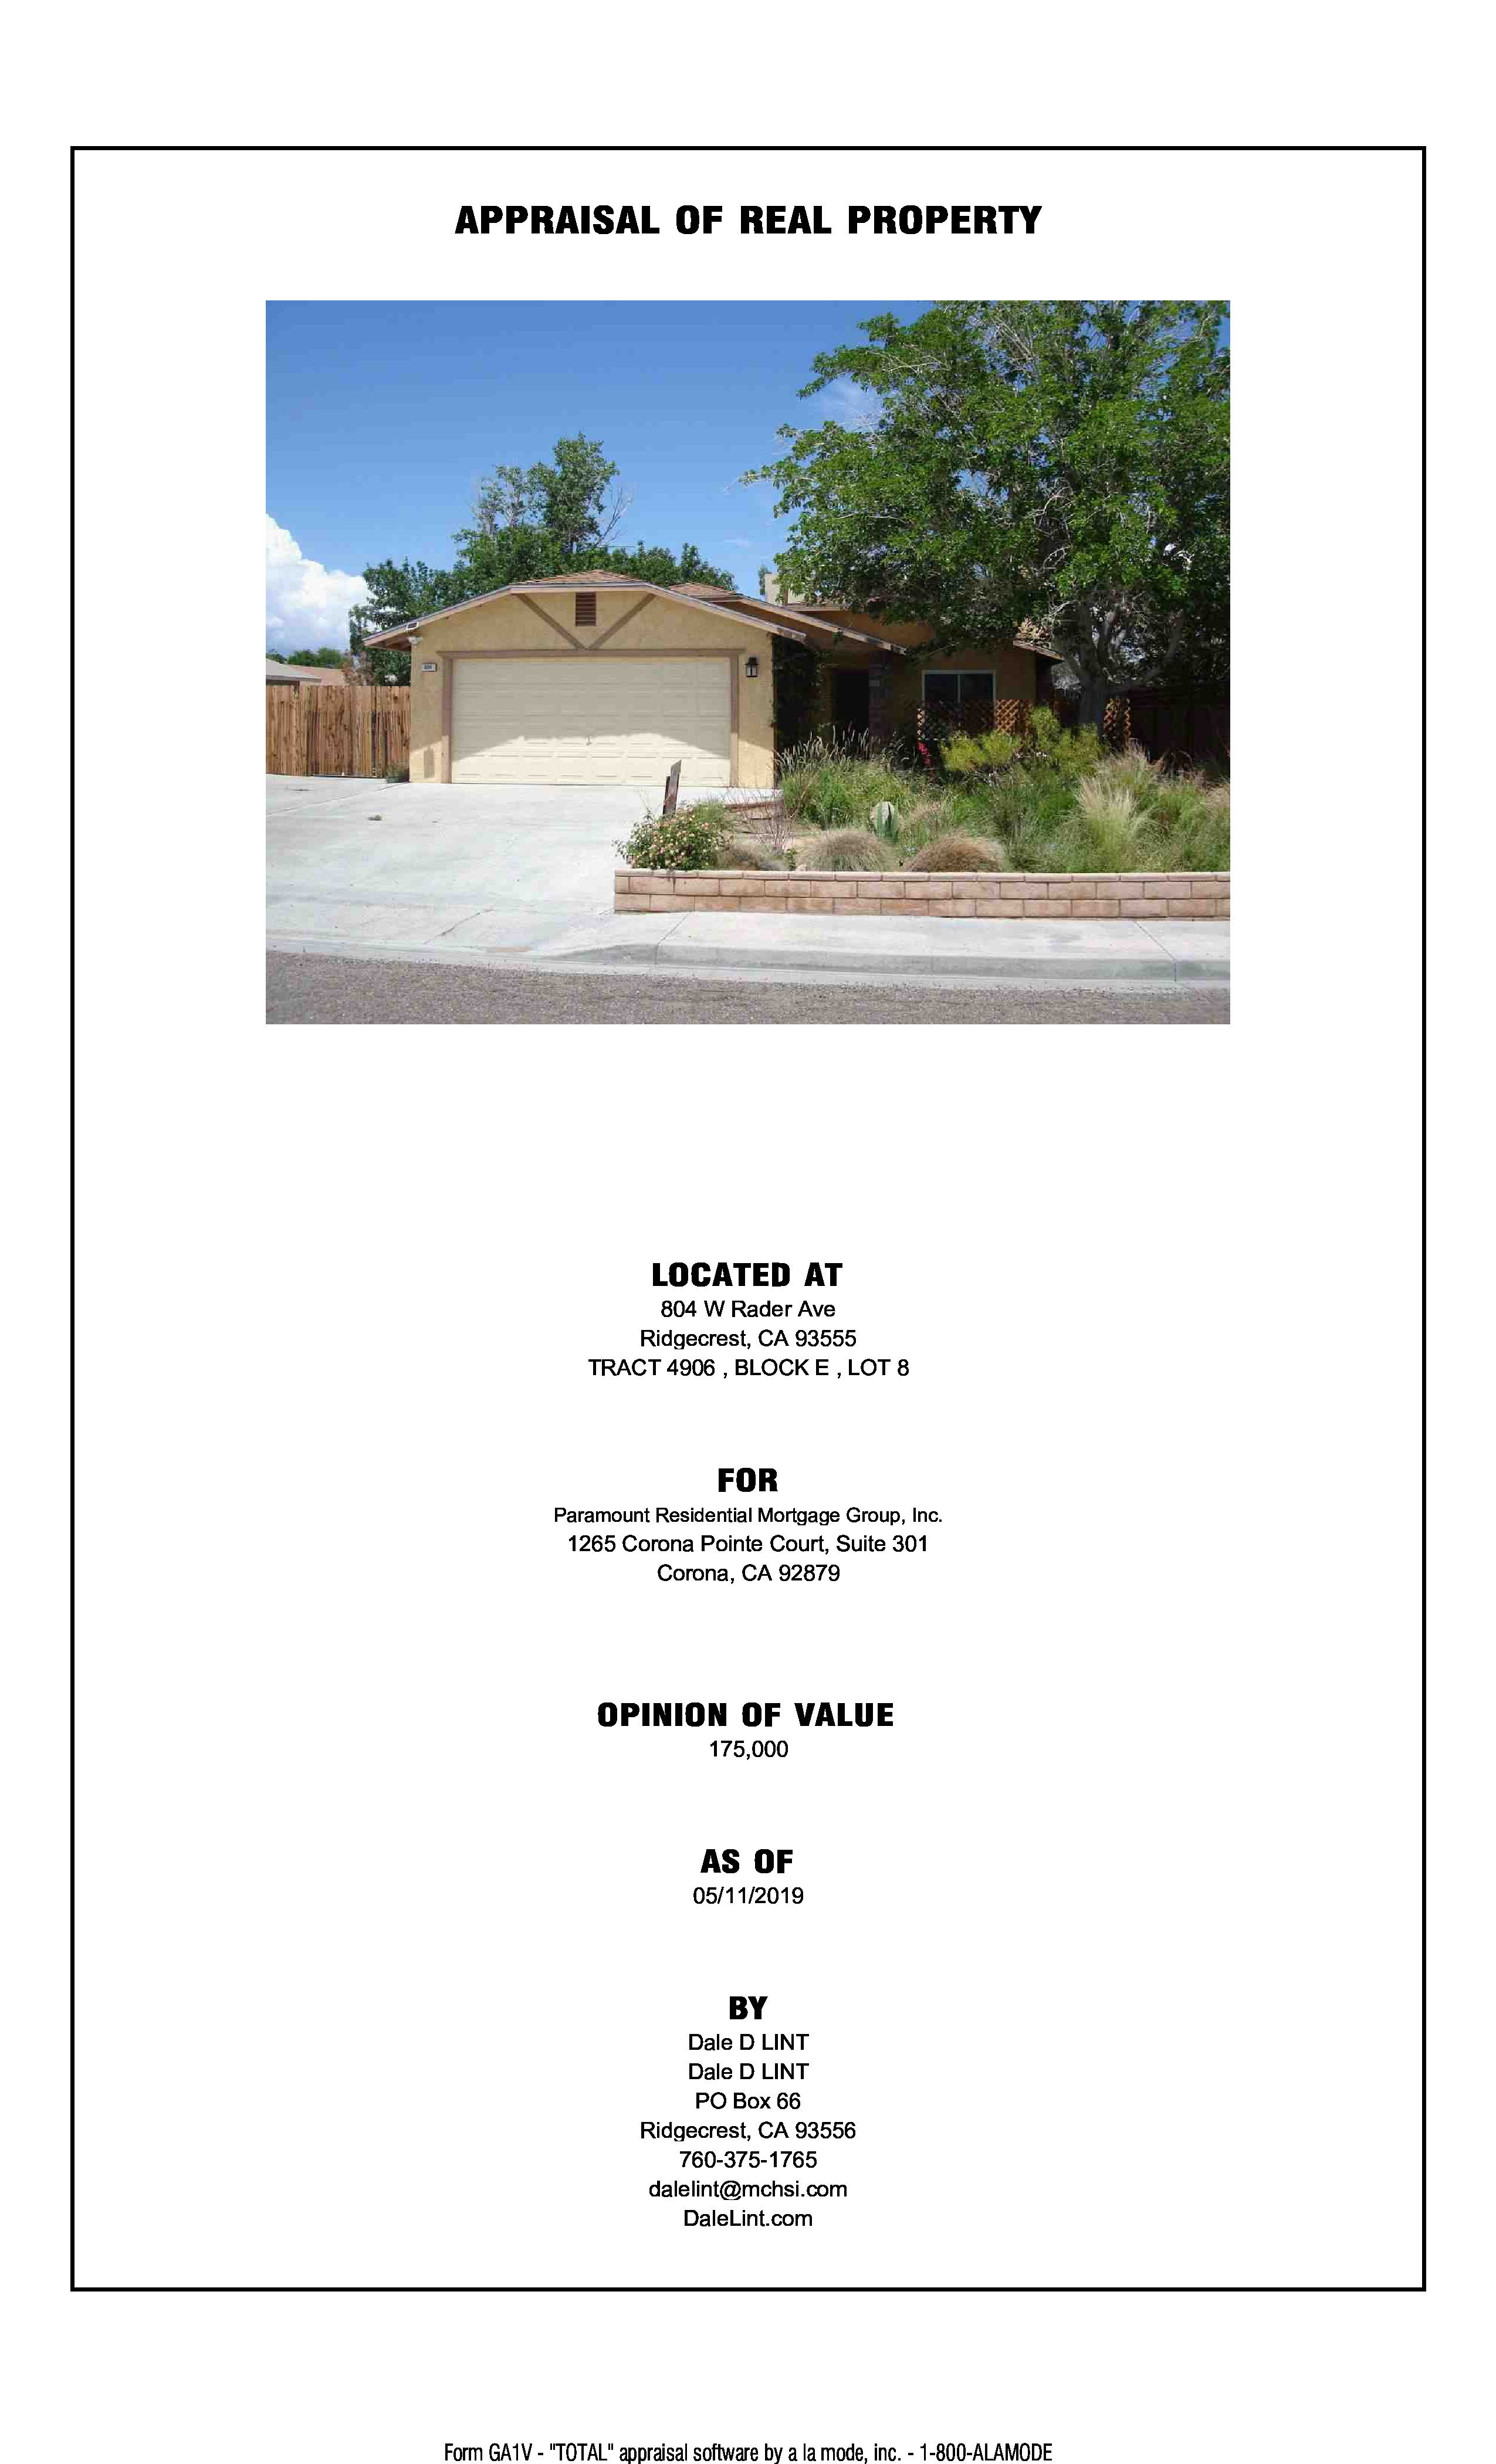 APPRAISAL OF REAL PROPERTY
LOCATED AT
804 W Rader Ave
Ridgecrest, CA 93555
TRACT 4906 , BLOCK E , LOT 8
FOR
Paramount Residential Mortgage Group, Inc.
1265 Corona Pointe Court, Suite 301
Corona, CA 92879
OPINION OF VALUE
175,000
AS OF
05/11/2019
BY
Dale D LINT
Dale D LINT
PO Box 66
Ridgecrest, CA 93556
760-375-1765
dalelint@mchsi.com
DaleLint.com
Form GA1V - "TOTAL" appraisal software by a la mode, inc. - 1-800-ALAMODE